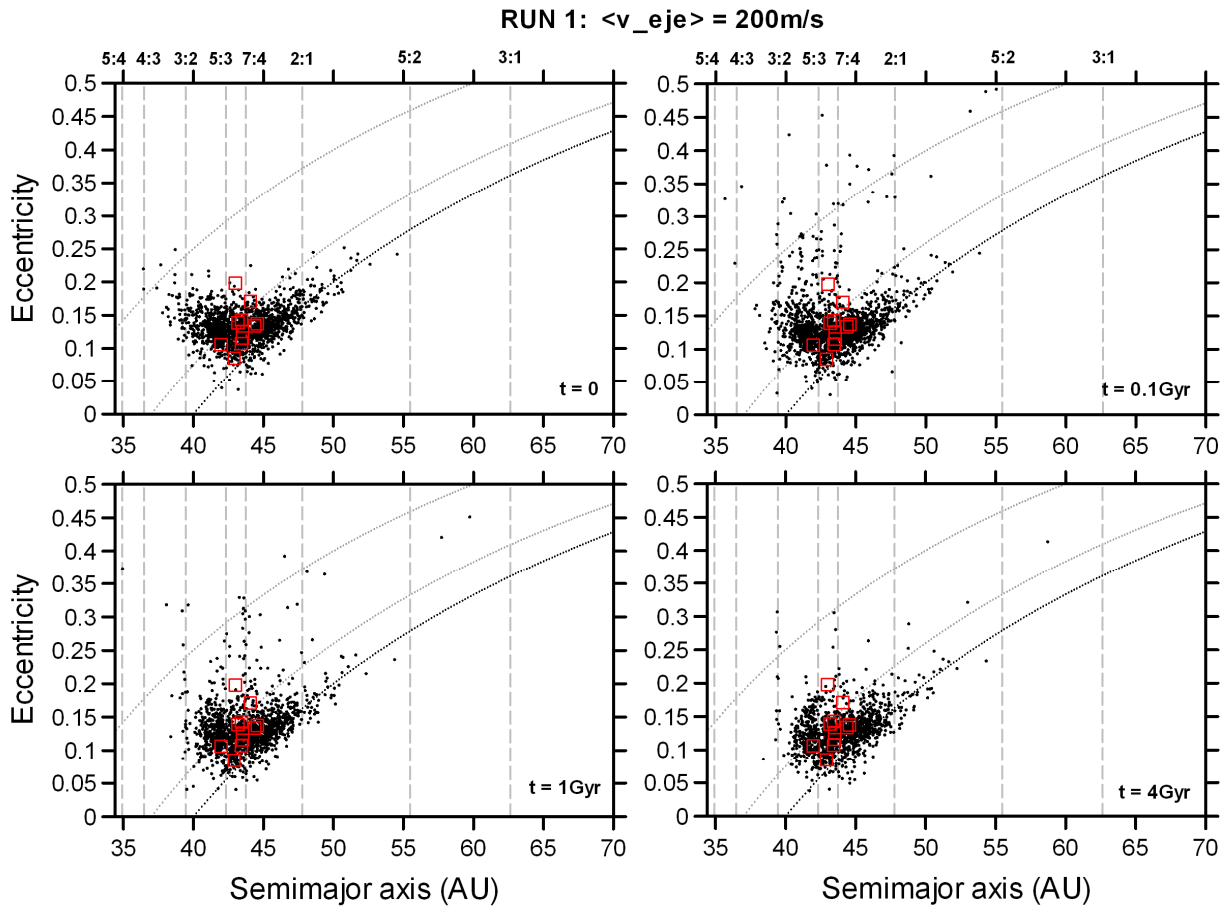 RUN 1: <v_eje> = 200m/s
5:4 4:3 3:2 5:3 7:4 2:1 5:2 3:1
5:4 4:3 3:2 5:3 7:4 2:1 5:2 3:1
Eccentricity
0.5
0.45
0.4
0.35
0.3
0.25
0.2
0.15
0.1
0.05
0
t = 0
35 40 45 50 55 60 65 70
0.5
0.45
0.4
0.35
0.3
0.25
0.2
0.15
0.1
0.05
0
t = 0.1Gyr
35 40 45 50 55 60 65 70
Eccentricity
0.5
0.45
0.4
0.35
0.3
0.25
0.2
0.15
0.1
0.05
0
t = 1Gyr
35 40 45 50 55 60 65 70
Semimajor axis (AU)
0.5
0.45
0.4
0.35
0.3
0.25
0.2
0.15
0.1
0.05
0
t = 4Gyr
35 40 45 50 55 60 65 70
Semimajor axis (AU)